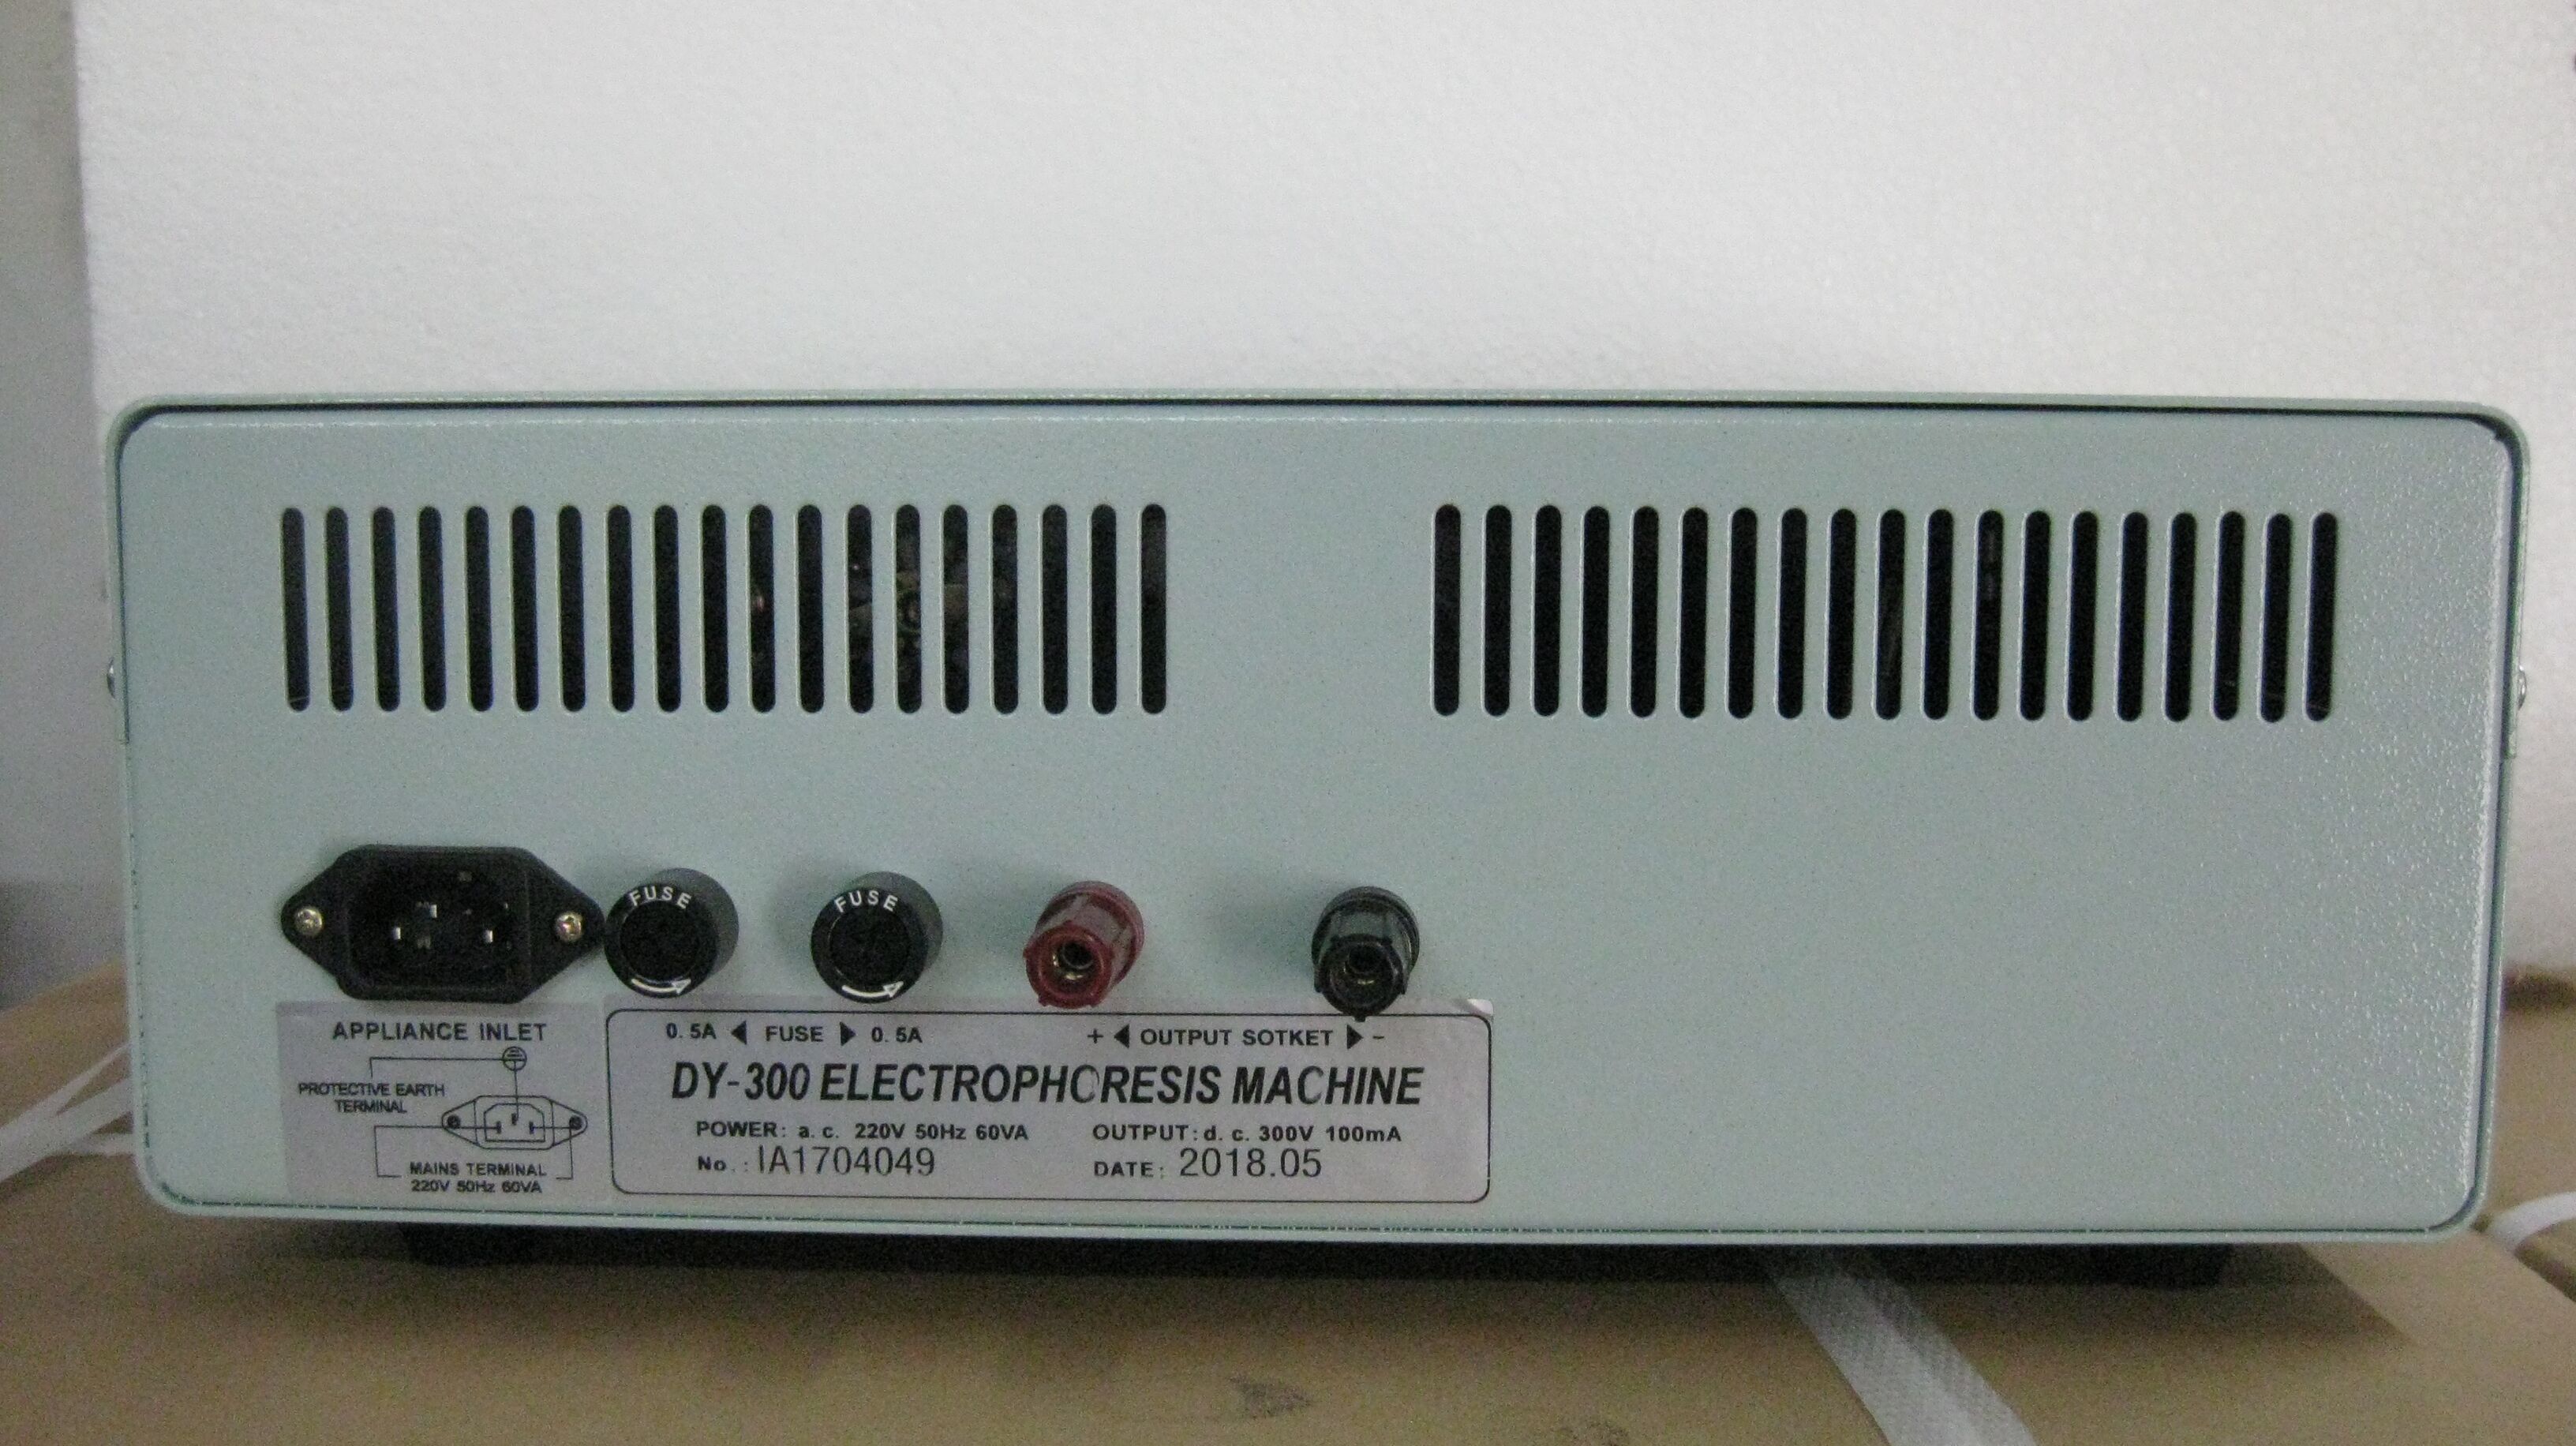 FUSE
FUSE
APPLIANCE INLET
PROTECTIVE EARTH
TERMINAL
MAINS TERMINAL
220V 50Hz 60VA
0.5A ◀ FUSE ▶ 0.5A
+ ◀ OUTPUT SOTKET ▶ -
DY-300 ELECTROPHORESIS MACHINE
POWER: a.c. 220V 50Hz 60VA
OUTPUT: d.c. 300V 100mA
No.: IA1704049
DATE: 2018.05